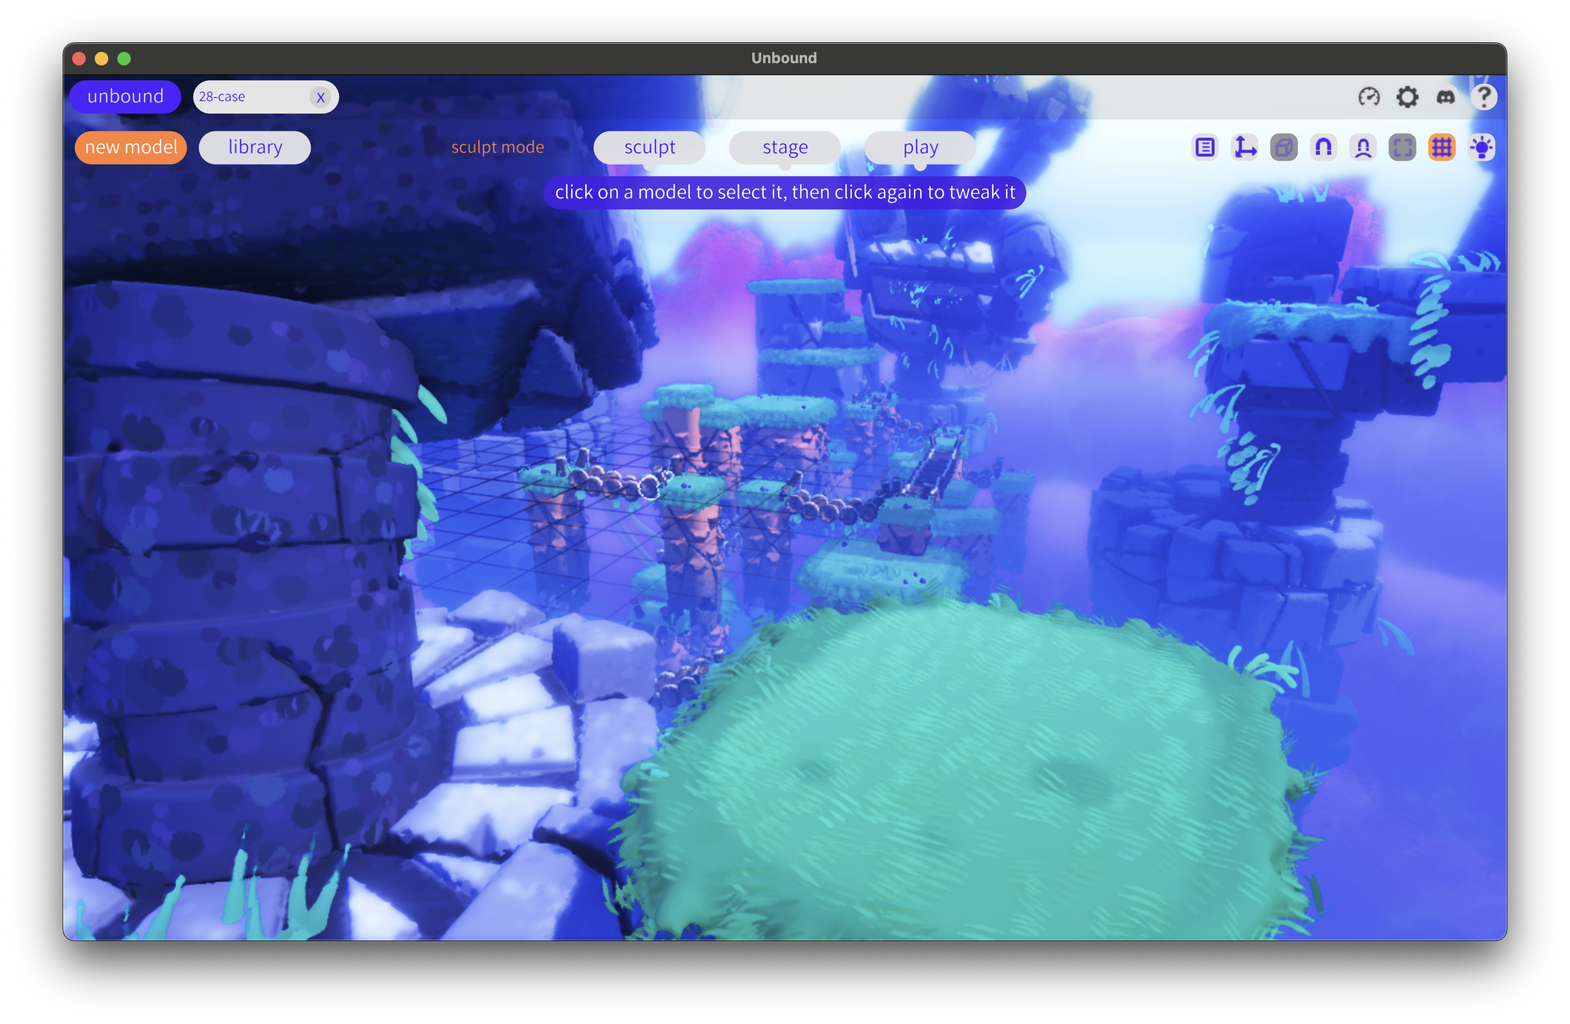 Unbound
unbound
28-case
X
?
new model
library
sculpt mode
sculpt
stage
play
click on a model to select it, then click again to tweak it